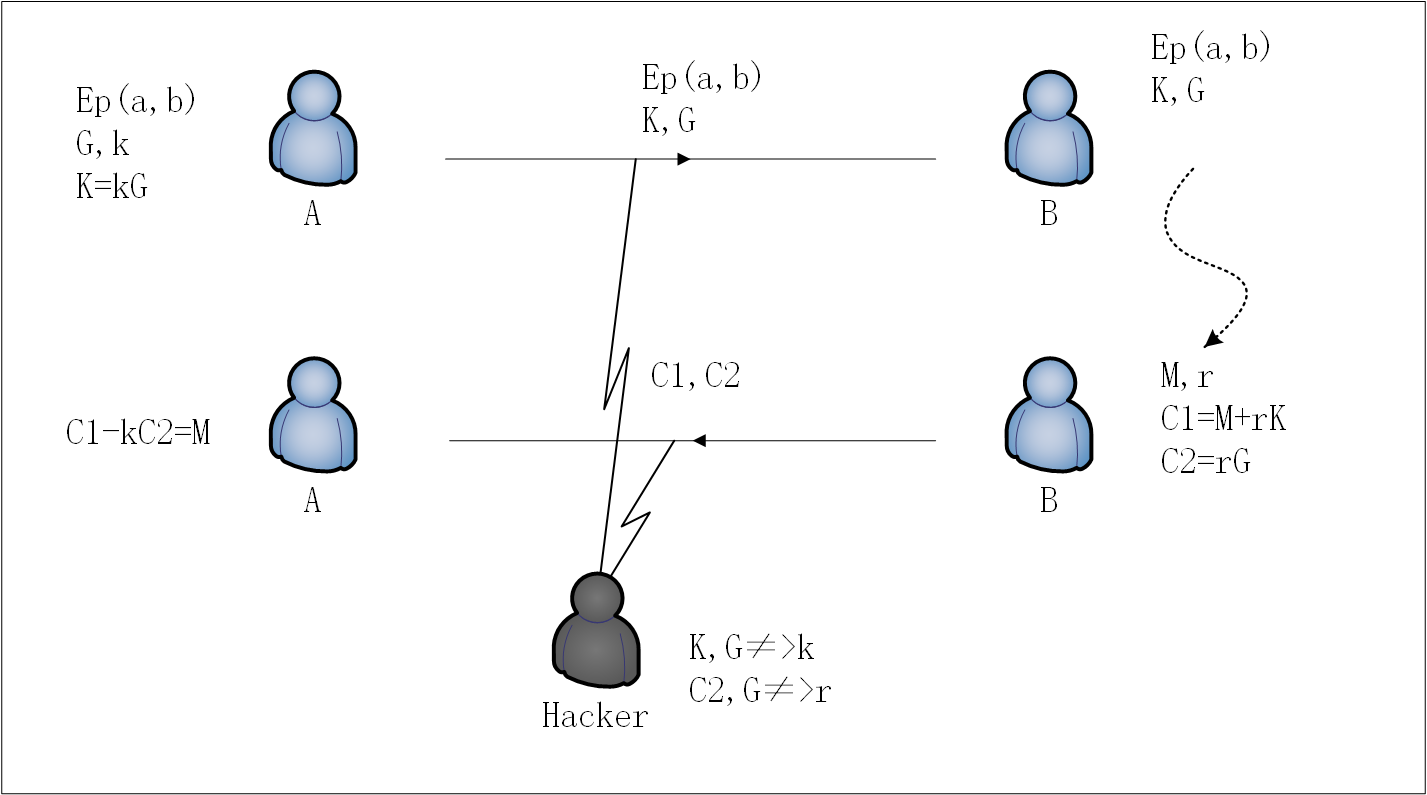 Ep(a,b)
G,k
K=kG
A
Ep(a,b)
K,G
B
Ep(a,b)
K,G
C1-kC2=M
A
C1,C2
B
M,r
C1=M+rK
C2=rG
Hacker
K,G≠>k
C2,G≠>r